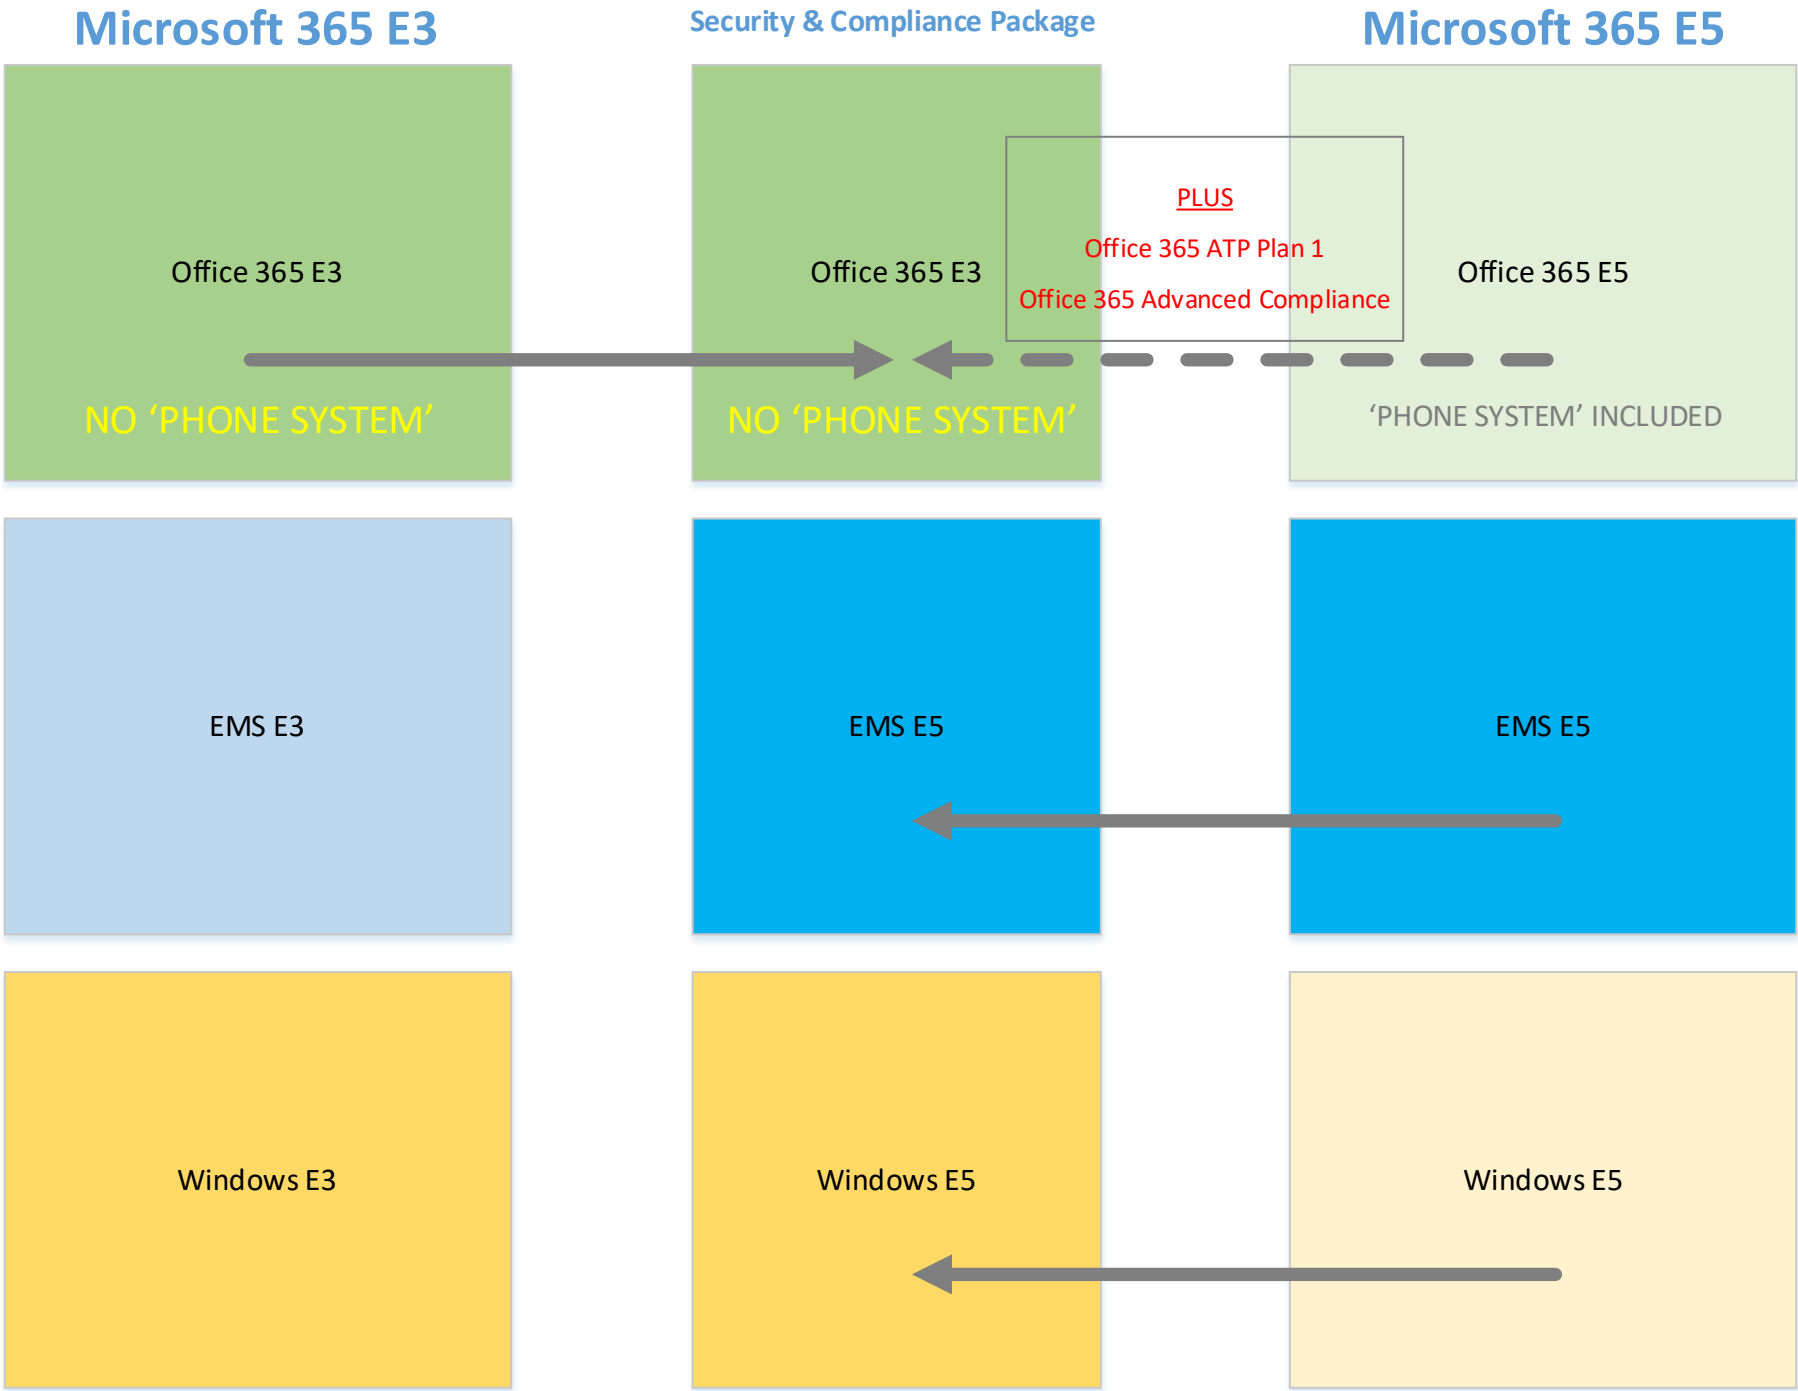 Microsoft 365 E3
Security & Compliance Package
Microsoft 365 E5
Office 365 E3
NO ‘PHONE SYSTEM’
Office 365 E3
NO ‘PHONE SYSTEM’
PLUS
Office 365 ATP Plan 1
Office 365 Advanced Compliance
Office 365 E5
‘PHONE SYSTEM’ INCLUDED
EMS E3
EMS E5
EMS E5
Windows E3
Windows E5
Windows E5